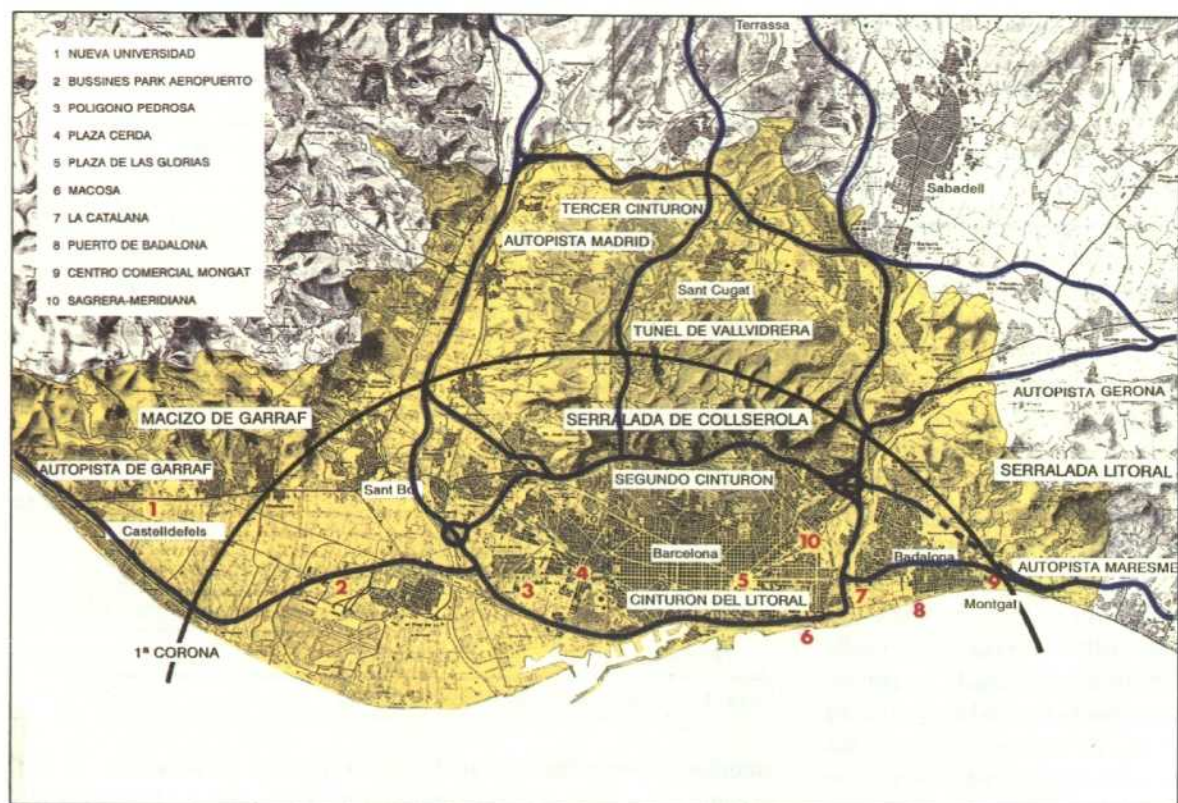 1 NUEVA UNIVERSIDAD
2 BUSSINES PARK AEROPUERTO
3 POLIGONO PEDROSA
4 PLAZA CERDA
5 PLAZA DE LAS GLORIAS
6 MACOSA
7 LA CATALANA
8 PUERTO DE BADALONA
9 CENTRO COMERCIAL MONGAT
10 SAGRERA-MERIDIANA
Terrassa
Sabadell
TERCER CINTURON
AUTOPISTA MADRID
Sant Cugat
TUNEL DE VALLVIDRERA
AUTOPISTA GERONA
MACIZO DE GARRAF
SERRALADA DE COLLSEROLA
AUTOPISTA DE GARRAF
SEGUNDO CINTURON
SERRALADA LITORAL
Sant Boi
1
Castelldefels
10
Barcelona
Badalona
AUTOPISTA MARESME
2
3
4
5
7
9
CINTURON DEL LITORAL
8
Montgat
6
1ª CORONA